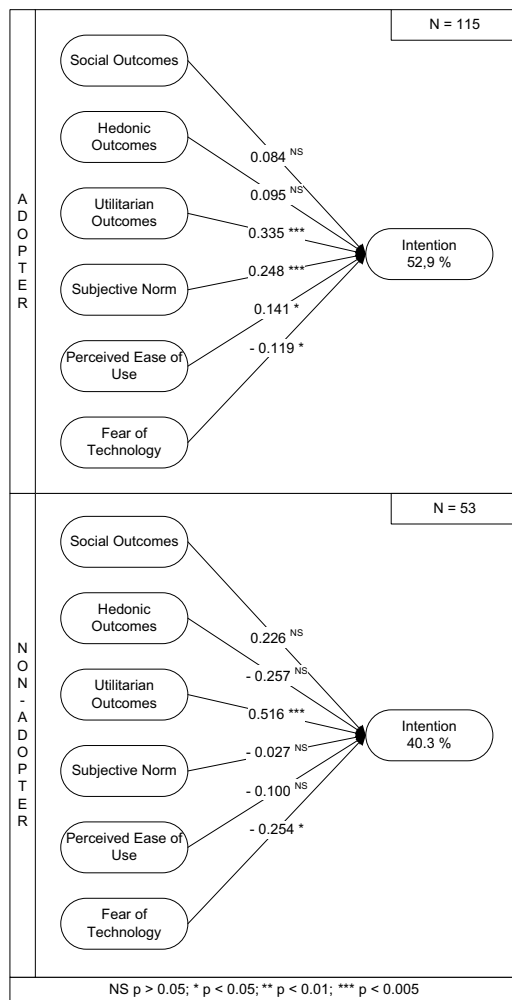 N = 115
ADOPTER
Social Outcomes
Hedonic
Outcomes
Utilitarian
Outcomes
Subjective Norm
Perceived Ease of
Use
Fear of
Technology
0.084 NS
0.095 NS
0.335 ***
0.248 ***
0.141 *
- 0.119 *
Intention
52,9 %
N = 53
NON-ADOPTER
Social Outcomes
Hedonic
Outcomes
Utilitarian
Outcomes
Subjective Norm
Perceived Ease of
Use
Fear of
Technology
0.226 NS
- 0.257 NS
0.516 ***
- 0.027 NS
- 0.100 NS
- 0.254 *
Intention
40.3 %
NS p > 0.05; * p < 0.05; ** p < 0.01; *** p < 0.005